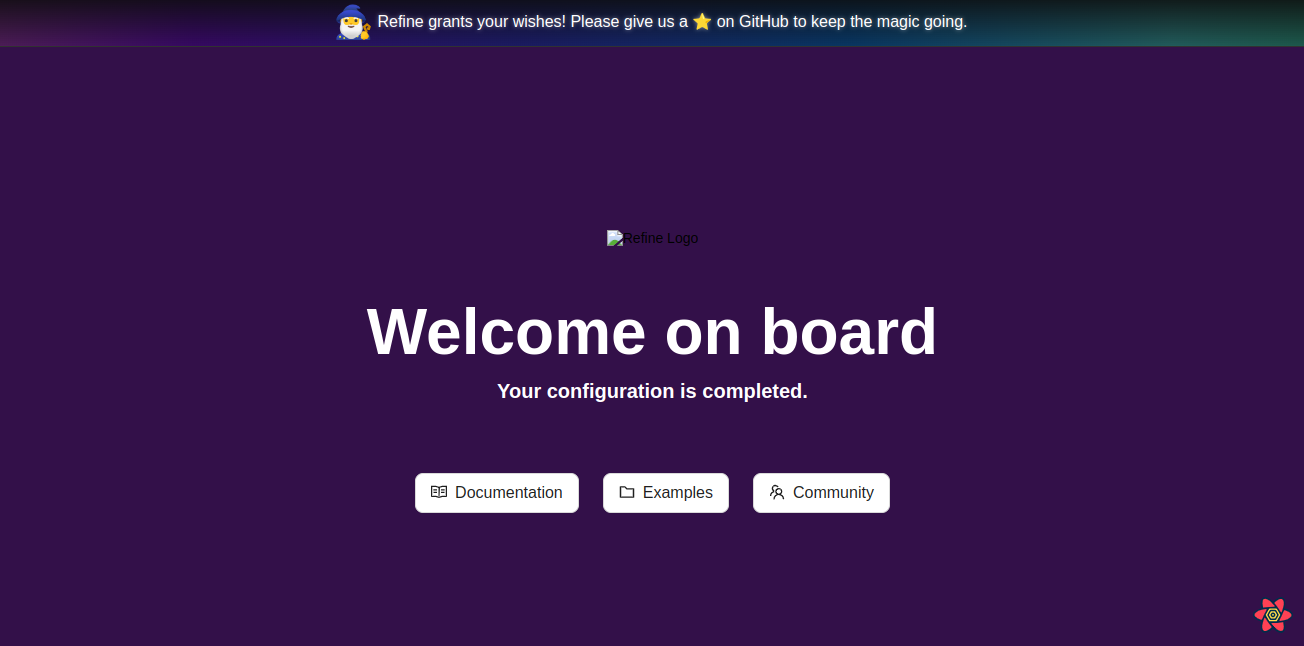 Refine grants your wishes! Please give us a ⭐ on GitHub to keep the magic going.
Refine Logo
Welcome on board
Your configuration is completed.
Documentation
Examples
Community